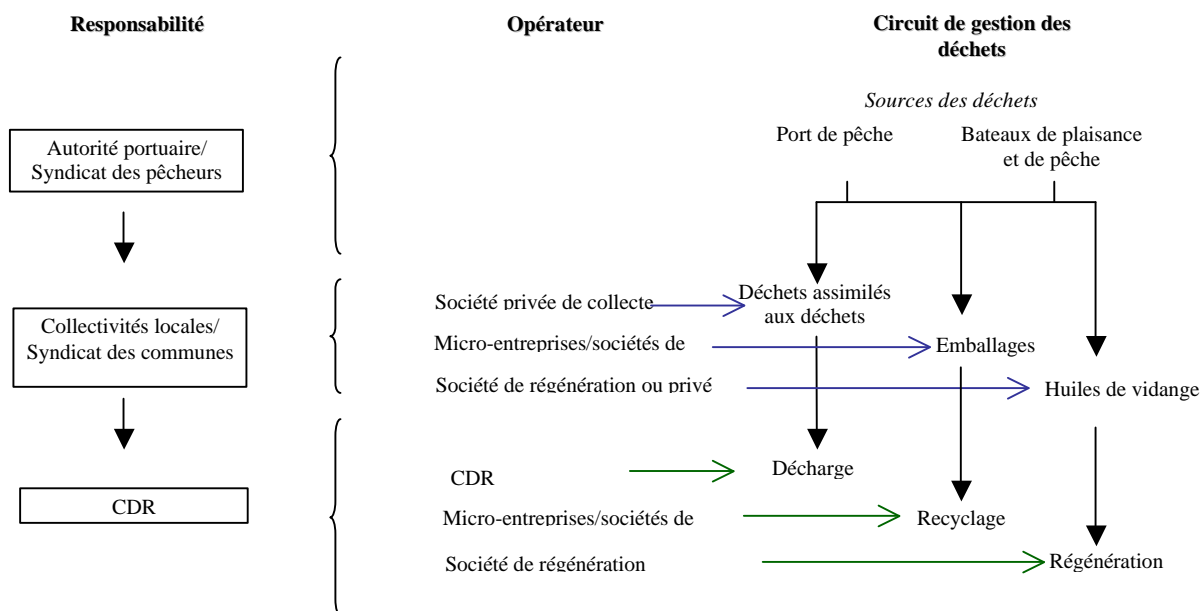 Responsabilité
Opérateur
Circuit de gestion des
déchets
Sources des déchets
Port de pêche
Bateaux de plaisance
et de pêche
Autorité portuaire/
Syndicat des pêcheurs
Société privée de collecte
Déchets assimilés
aux déchets
Collectivités locales/
Syndicat des communes
Micro-entreprises/sociétés de
Emballages
Société de régénération ou privé
Huiles de vidange
CDR
Décharge
CDR
Micro-entreprises/sociétés de
Recyclage
Société de régénération
Régénération